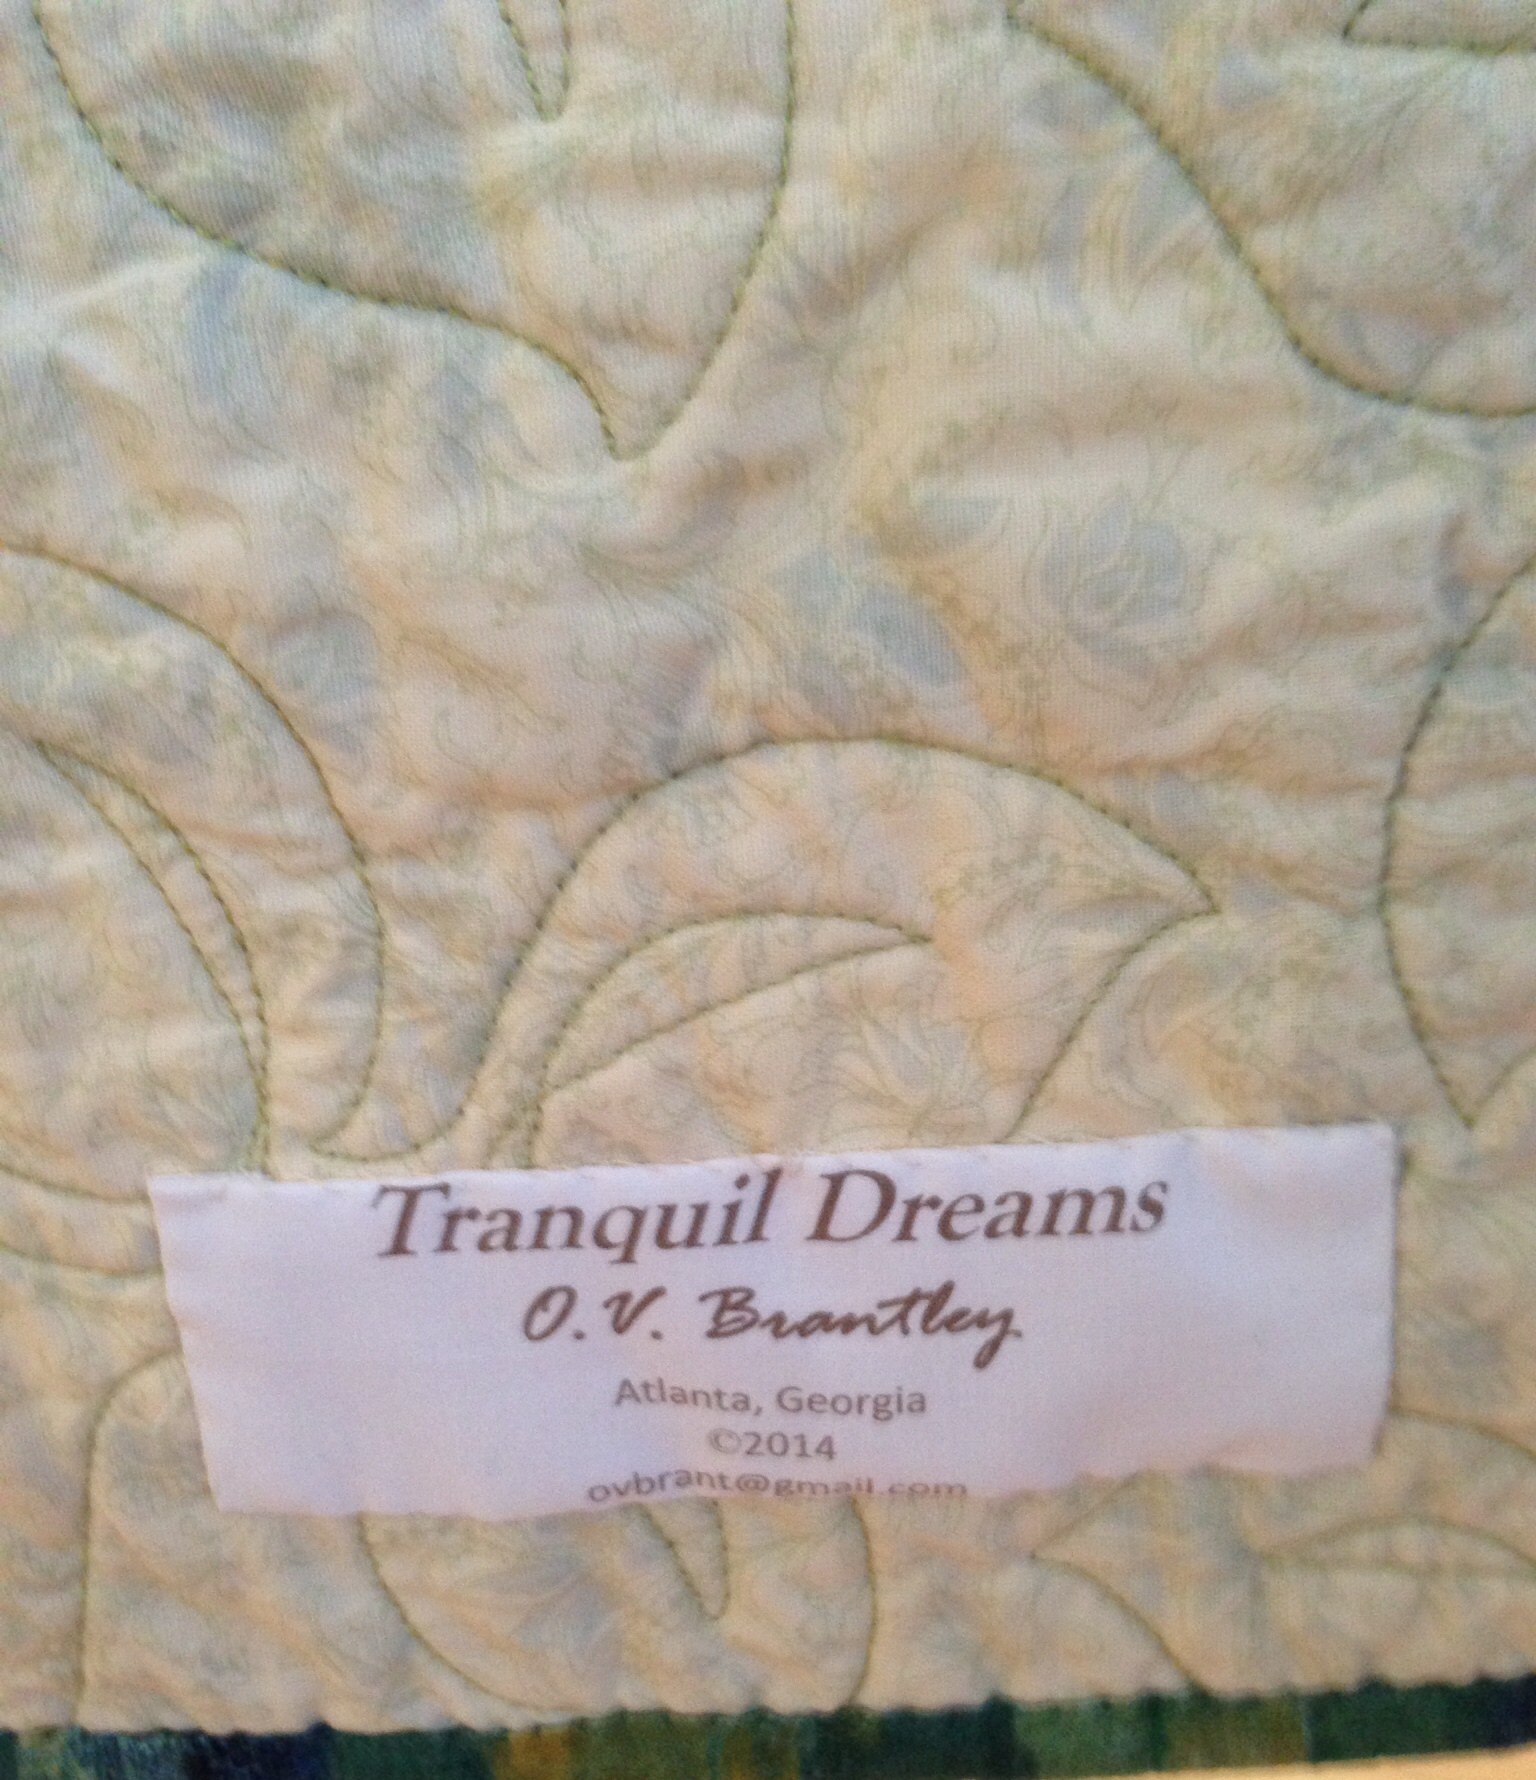 Tranquil Dreams
O.V. Brantley
Atlanta, Georgia
©2014
ovbrant@gmail.com